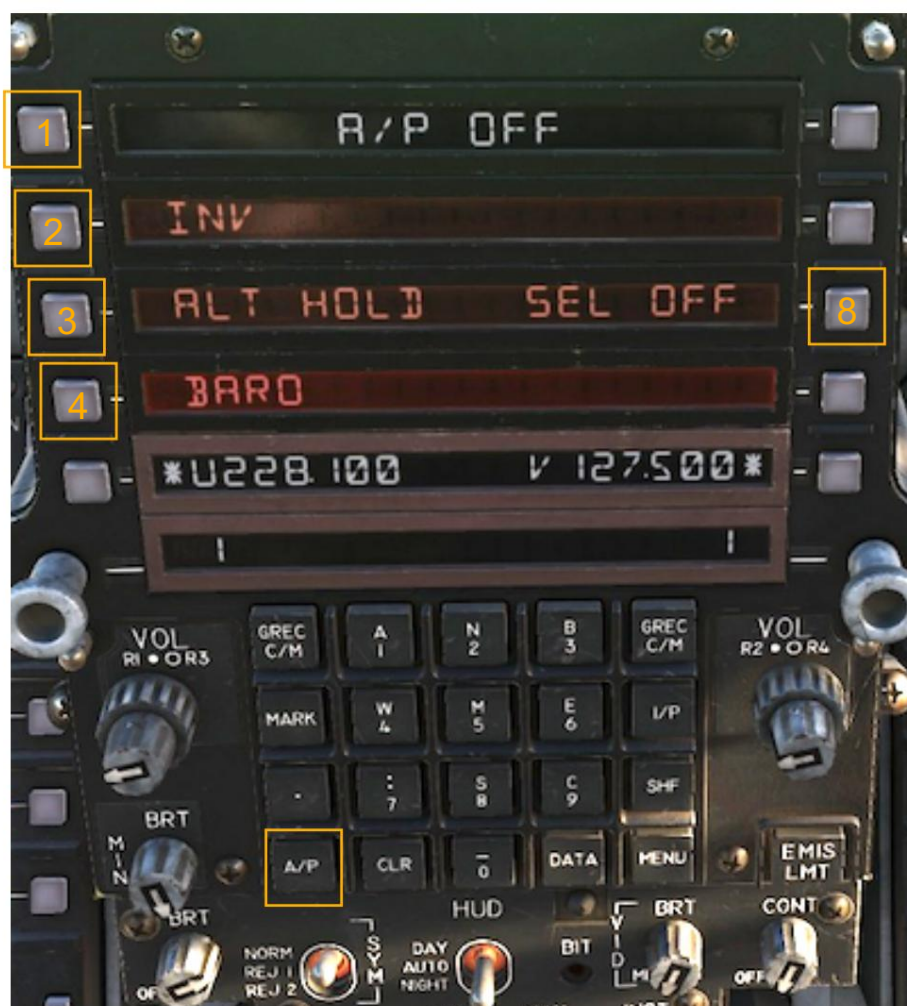 1
A/P OFF
2
INV
3
ALT HOLD SEL OFF
8
4
BARO
*U228.100 V 127.500*
1 1
VOL
R1 R3
GREC C/M
A 1
N 2
B 3
GREC C/M
VOL
R2 R4
MARK
W 4
M 5
E 6
I/P
.
: 7
S 8
C 9
SHF
BRT
MIN
A/P
CLR
- 0
DATA
MENU
EMIS LMT
BRT
HUD
BRT
CONT
NORM
REJ 1
REJ 2
SYM
DAY
AUTO
NIGHT
BIT
VID
OFF